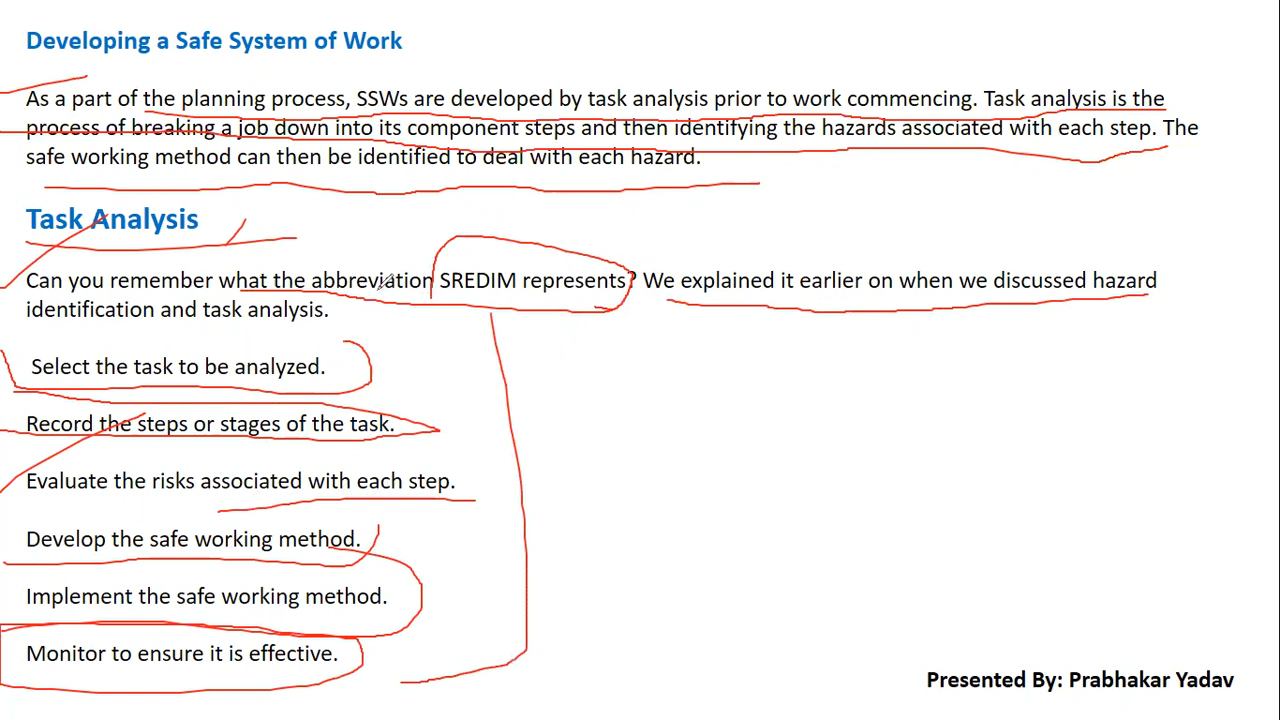 Developing a Safe System of Work
As a part of the planning process, SSWs are developed by task analysis prior to work commencing. Task analysis is the
process of breaking a job down into its component steps and then identifying the hazards associated with each step. The
safe working method can then be identified to deal with each hazard.
Task Analysis
Can you remember what the abbreviation SREDIM represents? We explained it earlier on when we discussed hazard
identification and task analysis.
Select the task to be analyzed.
Record the steps or stages of the task.
Evaluate the risks associated with each step.
Develop the safe working method.
Implement the safe working method.
Monitor to ensure it is effective.
Presented By: Prabhakar Yadav